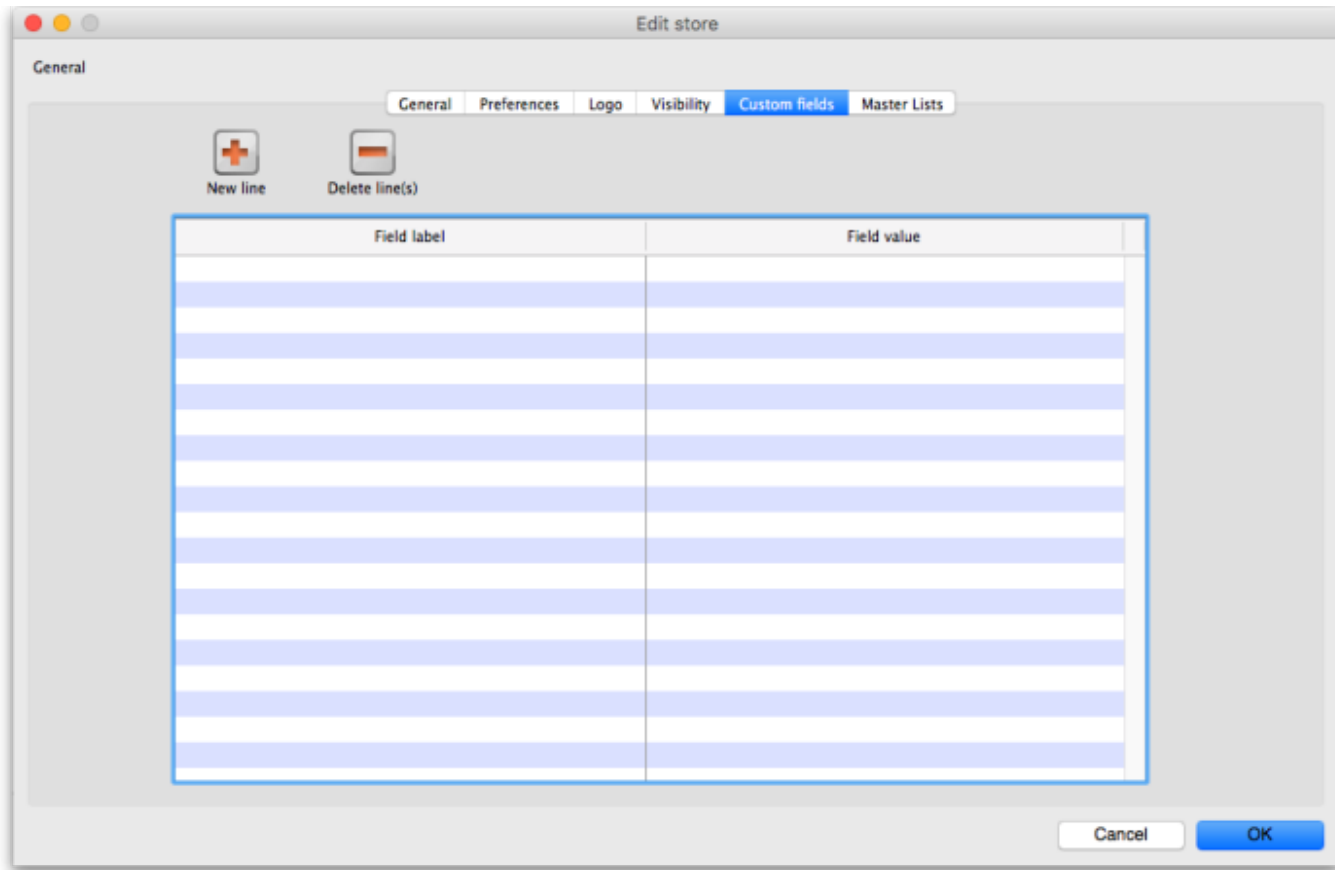 Edit store
General
General Preferences Logo Visibility Custom fields Master Lists
New line Delete line(s)
Field label Field value
Cancel OK